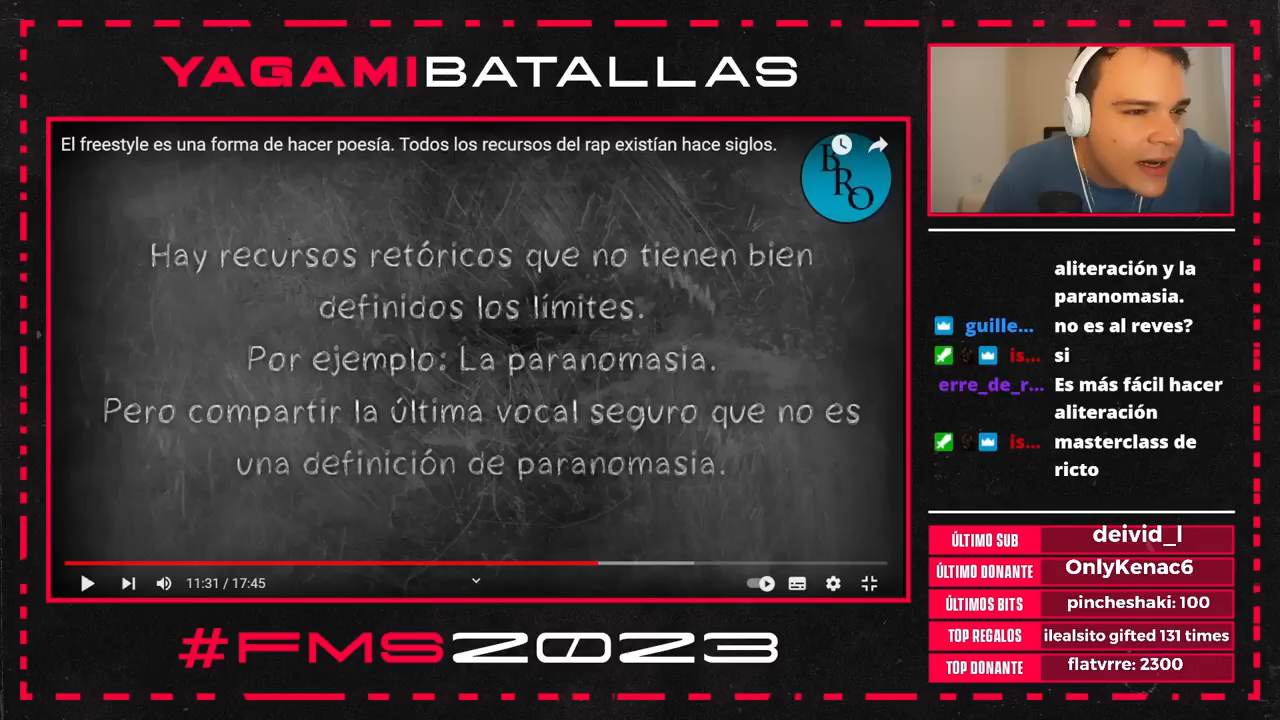 YAGAMIBATALLAS
El freestyle es una forma de hacer poesía. Todos los recursos del rap existían hace siglos.
BRO
Hay recursos retóricos que no tienen bien
definidos los límites.
Por ejemplo: La paranomasia.
Pero compartir la última vocal seguro que no es
una definición de paranomasia.
11:31 / 17:45
#FMS2023
aliteración y la
paranomasia.
guille... no es al reves?
is... si
erre_de_r... Es más fácil hacer
aliteración
is... masterclass de
ricto
ÚLTIMO SUB deivid_l
ÚLTIMO DONANTE OnlyKenac6
ÚLTIMOS BITS pincheshaki: 100
TOP REGALOS ilealsito gifted 131 times
TOP DONANTE flatvrre: 2300